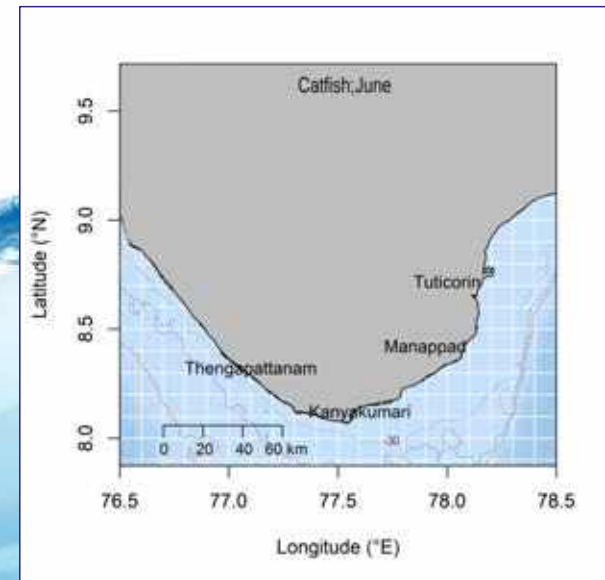 Catfish;June
9.5
9.0
8.5
8.0
Latitude (°N)
Tuticorin
Manappad
Thengapattanam
Kanyakumari
-30
0 20 40 60 km
76.5 77.0 77.5 78.0 78.5
Longitude (°E)